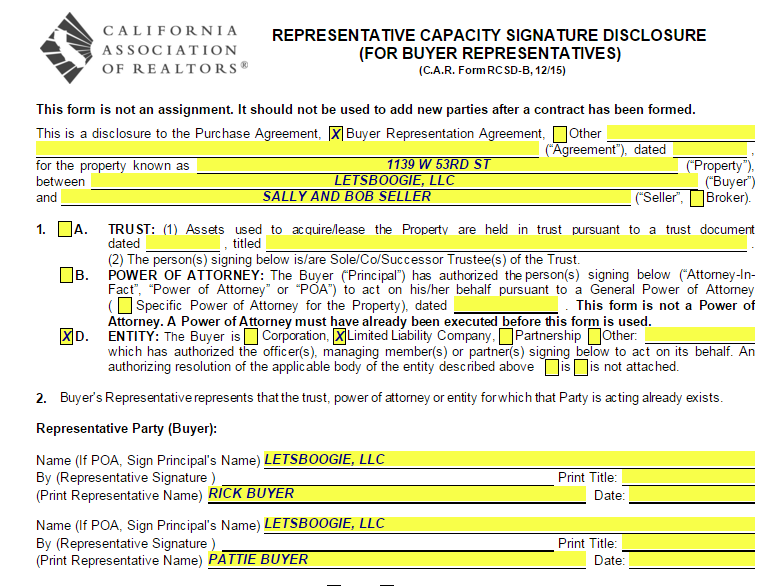 CALIFORNIA
ASSOCIATION
OF REALTORS®
REPRESENTATIVE CAPACITY SIGNATURE DISCLOSURE
(FOR BUYER REPRESENTATIVES)
(C.A.R. Form RCSD-B, 12/15)
This form is not an assignment. It should not be used to add new parties after a contract has been formed.
This is a disclosure to the Purchase Agreement, X Buyer Representation Agreement, Other
("Agreement"), dated ,
for the property known as 1139 W 53RD ST ("Property"),
between LETSBOOGIE, LLC ("Buyer")
and SALLY AND BOB SELLER ("Seller", Broker).
1. A. TRUST: (1) Assets used to acquire/lease the Property are held in trust pursuant to a trust document
dated , titled .
(2) The person(s) signing below is/are Sole/Co/Successor Trustee(s) of the Trust.
B. POWER OF ATTORNEY: The Buyer ("Principal") has authorized the person(s) signing below ("Attorney-In-
Fact", "Power of Attorney" or "POA") to act on his/her behalf pursuant to a General Power of Attorney
( Specific Power of Attorney for the Property), dated . This form is not a Power of
Attorney. A Power of Attorney must have already been executed before this form is used.
X D. ENTITY: The Buyer is Corporation, X Limited Liability Company, Partnership Other:
which has authorized the officer(s), managing member(s) or partner(s) signing below to act on its behalf. An
authorizing resolution of the applicable body of the entity described above is is not attached.
2. Buyer's Representative represents that the trust, power of attorney or entity for which that Party is acting already exists.
Representative Party (Buyer):
Name (If POA, Sign Principal's Name) LETSBOOGIE, LLC
By (Representative Signature ) Print Title:
(Print Representative Name) RICK BUYER Date:
Name (If POA, Sign Principal's Name) LETSBOOGIE, LLC
By (Representative Signature ) Print Title:
(Print Representative Name) PATTIE BUYER Date: